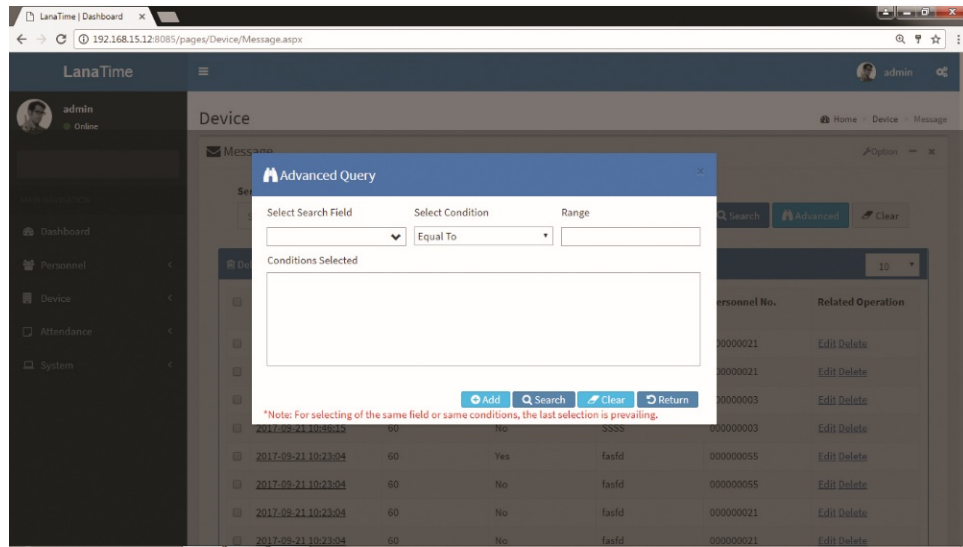 LanaTime | Dashboard
192.168.15.12:8085/pages/Device/Message.aspx
LanaTime
admin
admin
Online
Device
Home > Device > Message
Message
Option
Advanced Query
Select Search Field
Select Condition
Range
Equal To
Conditions Selected
Add
Search
Clear
Return
*Note: For selecting of the same field or same conditions, the last selection is prevailing.
Search
Advanced
Clear
Dashboard
Personnel
Device
Attendance
System
10
Personnel No. Related Operation
00000021 Edit Delete
00000021 Edit Delete
00000003 Edit Delete
2017-09-21 10:46:15 60 No SSSS 000000003 Edit Delete
2017-09-21 10:23:04 60 Yes fasfd 000000055 Edit Delete
2017-09-21 10:23:04 60 No fasfd 000000055 Edit Delete
2017-09-21 10:23:04 60 No fasfd 000000021 Edit Delete
2017-09-21 10:23:04 60 No fasfd 000000021 Edit Delete